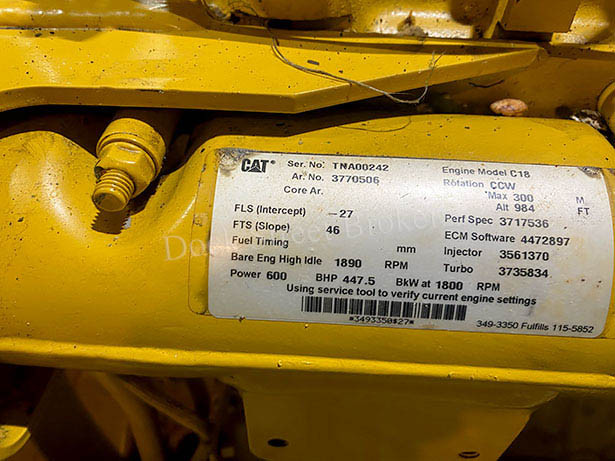 CAT Ser. No. TNA00242 Engine Model C18
Ar. No. 3770506 Rotation CCW
Core Ar. Max 300 M
Alt 984 FT
FLS (Intercept) -27 Perf Spec 3717536
FTS (Slope) 46 ECM Software 4472897
Fuel Timing mm Injector 3561370
Bare Eng High Idle 1890 RPM Turbo 3735834
Power 600 BHP 447.5 BkW at 1800 RPM
Using service tool to verify current engine settings
*3493350$27*
349-3350 Fulfills 115-5852